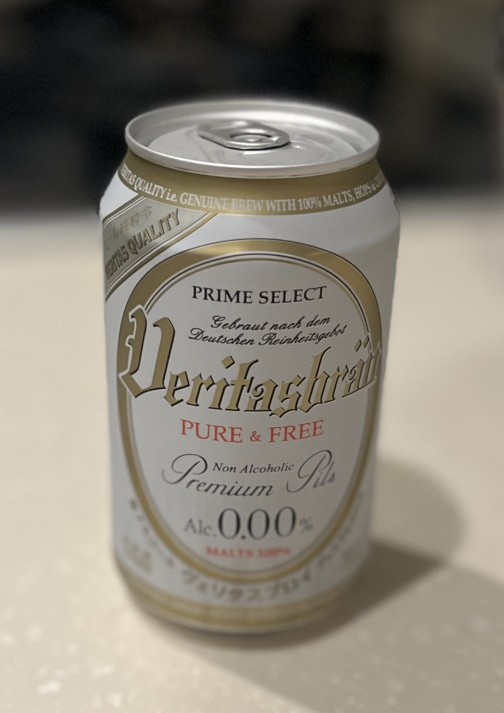 VERITAS QUALITY i.e. GENUINE BREW WITH 100% MALTS, HOPS &
VERITAS QUALITY
PRIME SELECT
Gebraut nach dem
Deutschen Reinheitsgebot
Veritasbräu
PURE & FREE
Non Alcoholic
Premium Pils
Alc.0.00%
MALTS 100%
ヴェリタスブロイ